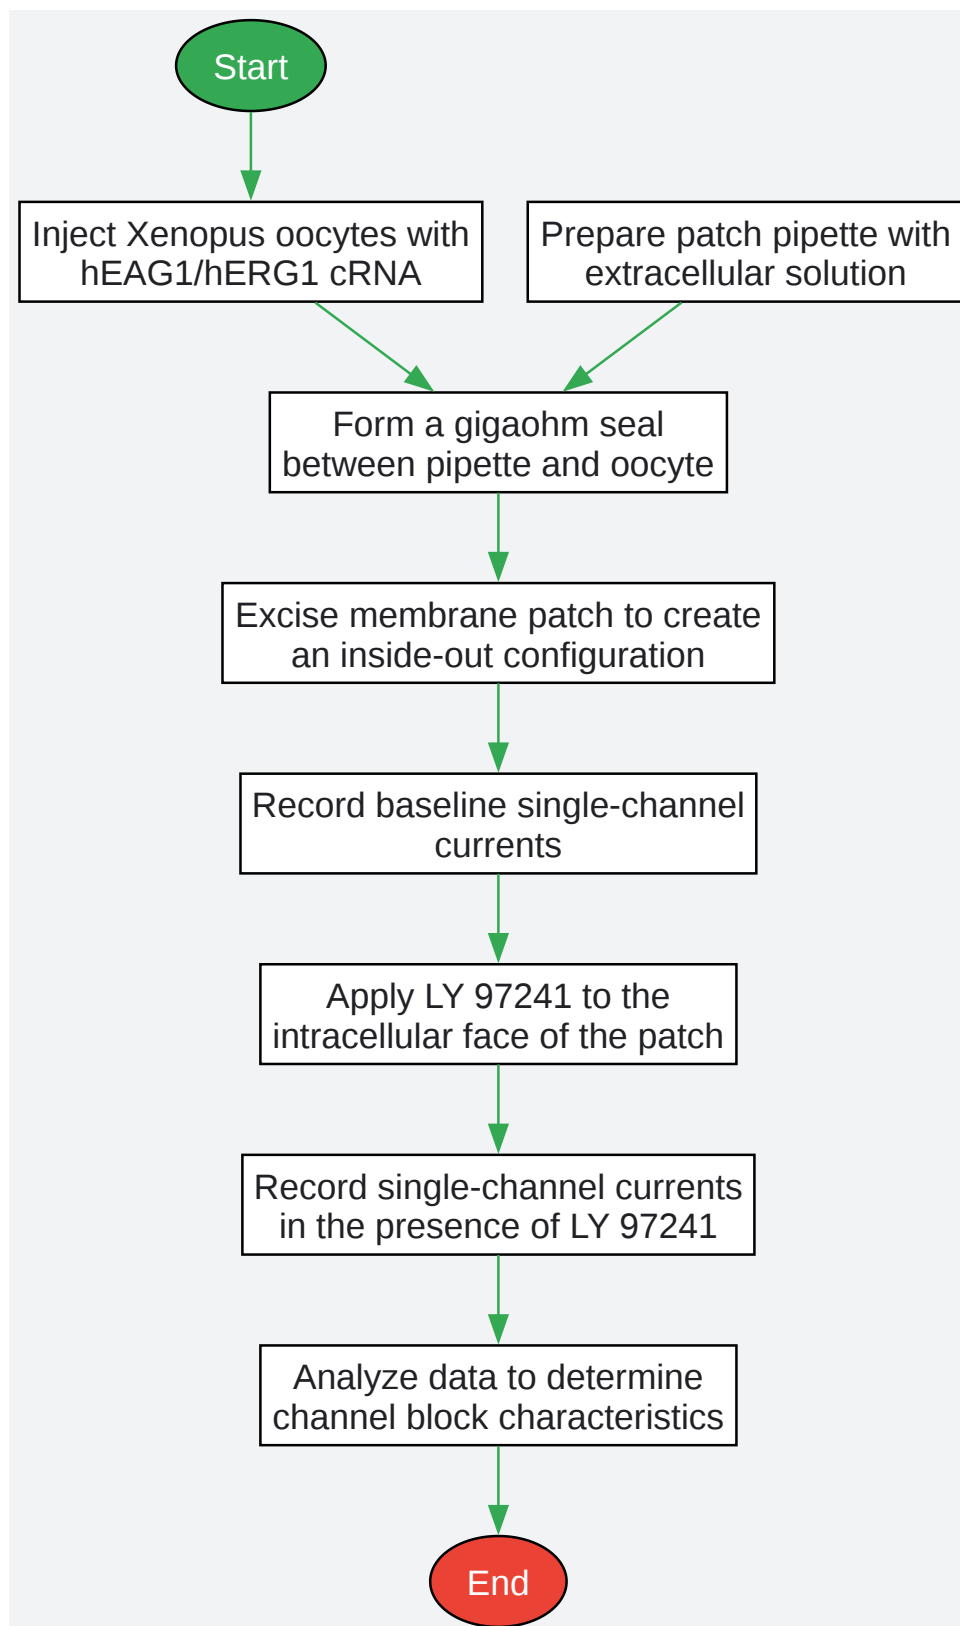 Start
Inject Xenopus oocytes with
hEAG1/hERG1 cRNA
Prepare patch pipette with
extracellular solution
Form a gigaohm seal
between pipette and oocyte
Excise membrane patch to create
an inside-out configuration
Record baseline single-channel
currents
Apply LY 97241 to the
intracellular face of the patch
Record single-channel currents
in the presence of LY 97241
Analyze data to determine
channel block characteristics
End